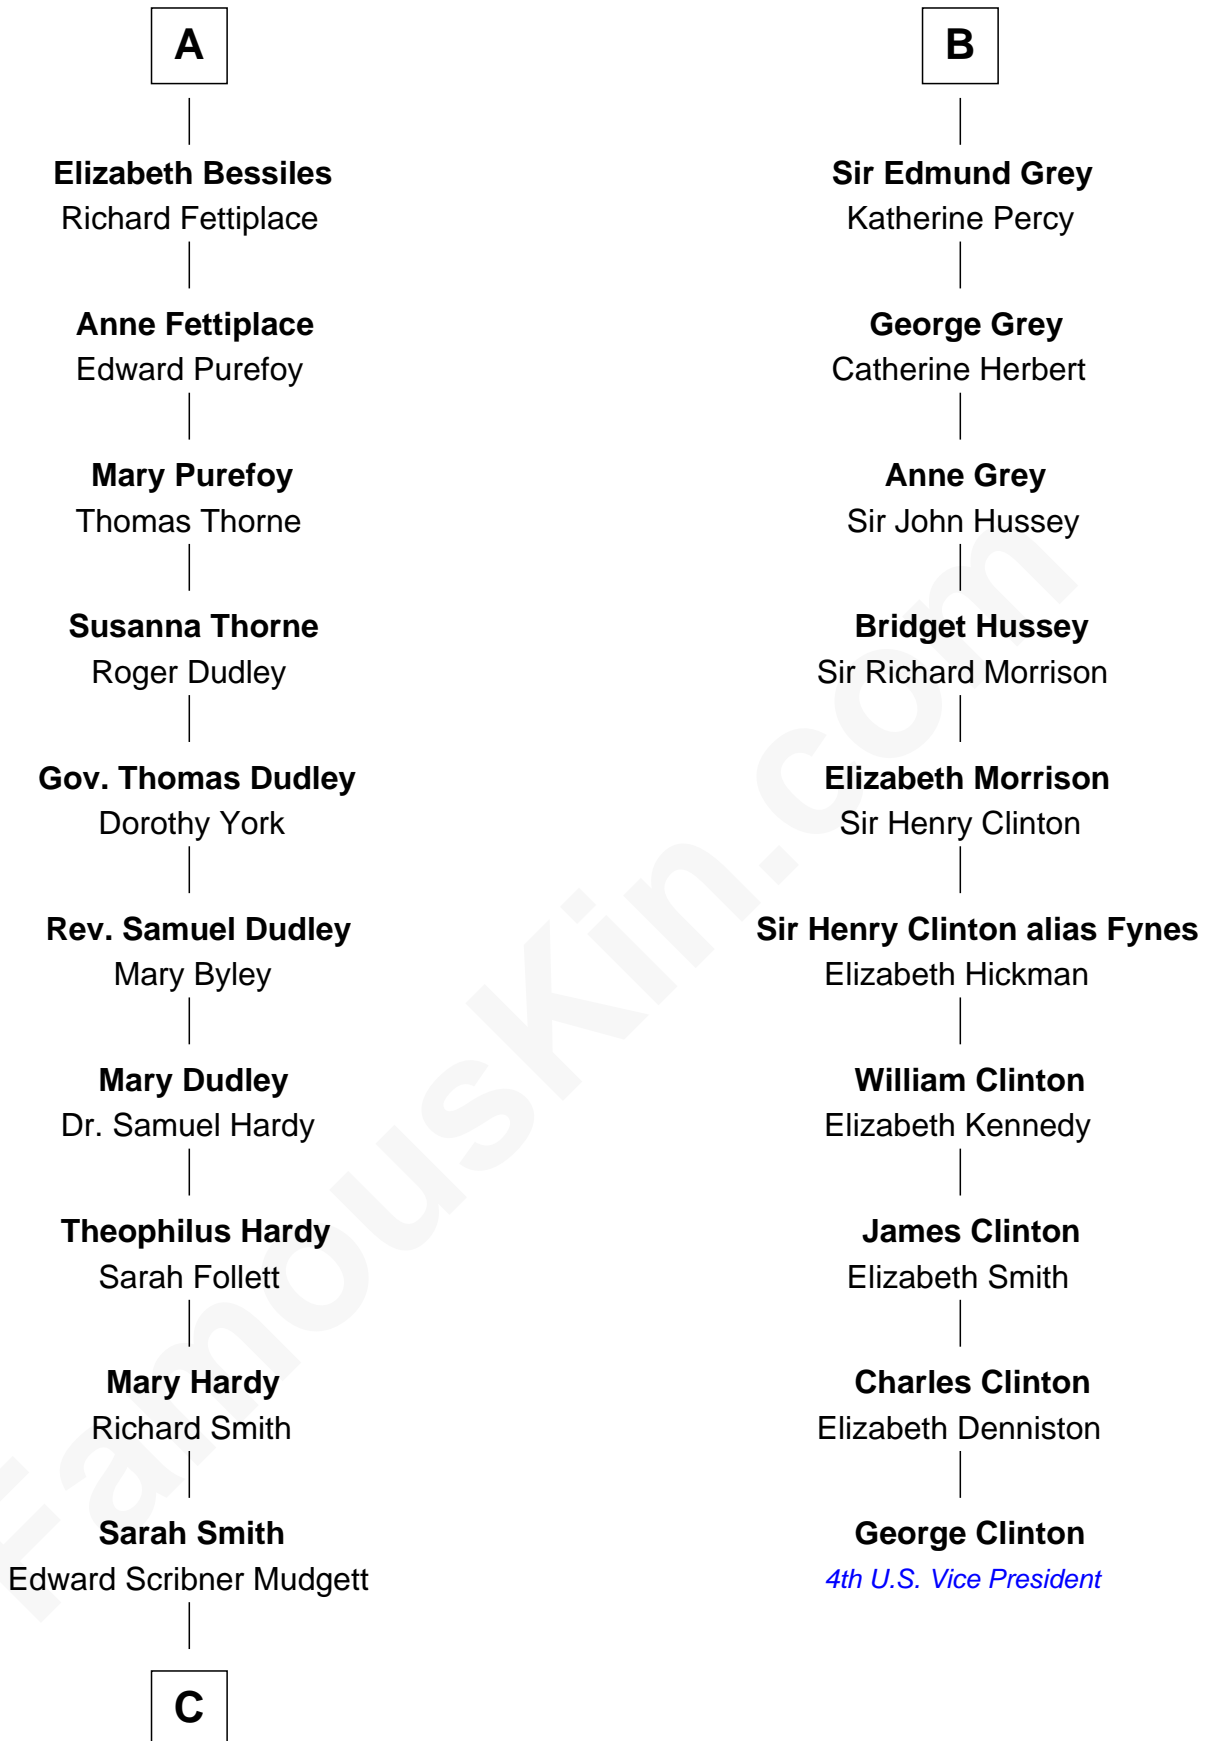 A
Elizabeth Bessiles
Richard Fettiplace
Anne Fettiplace
Edward Purefoy
Mary Purefoy
Thomas Thorne
Susanna Thorne
Roger Dudley
Gov. Thomas Dudley
Dorothy York
Rev. Samuel Dudley
Mary Byley
Mary Dudley
Dr. Samuel Hardy
Theophilus Hardy
Sarah Follett
Mary Hardy
Richard Smith
Sarah Smith
Edward Scribner Mudgett
C
B
Sir Edmund Grey
Katherine Percy
George Grey
Catherine Herbert
Anne Grey
Sir John Hussey
Bridget Hussey
Sir Richard Morrison
Elizabeth Morrison
Sir Henry Clinton
Sir Henry Clinton alias Fynes
Elizabeth Hickman
William Clinton
Elizabeth Kennedy
James Clinton
Elizabeth Smith
Charles Clinton
Elizabeth Denniston
George Clinton
4th U.S. Vice President
FamousKin.com